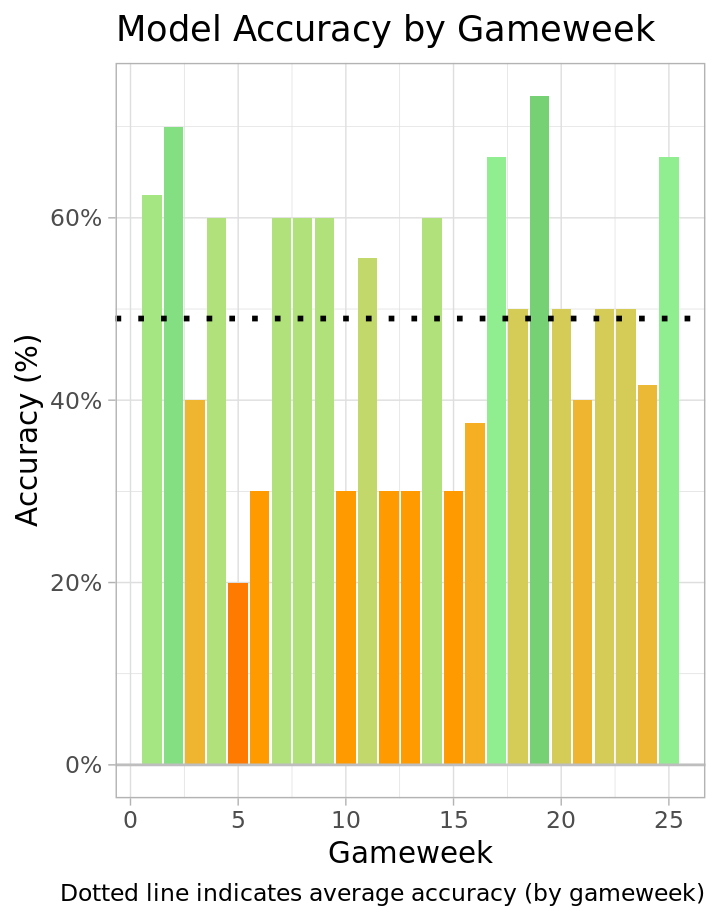 Model Accuracy by Gameweek
Accuracy (%)
60%
40%
20%
0%
0 5 10 15 20 25
Gameweek
Dotted line indicates average accuracy (by gameweek)